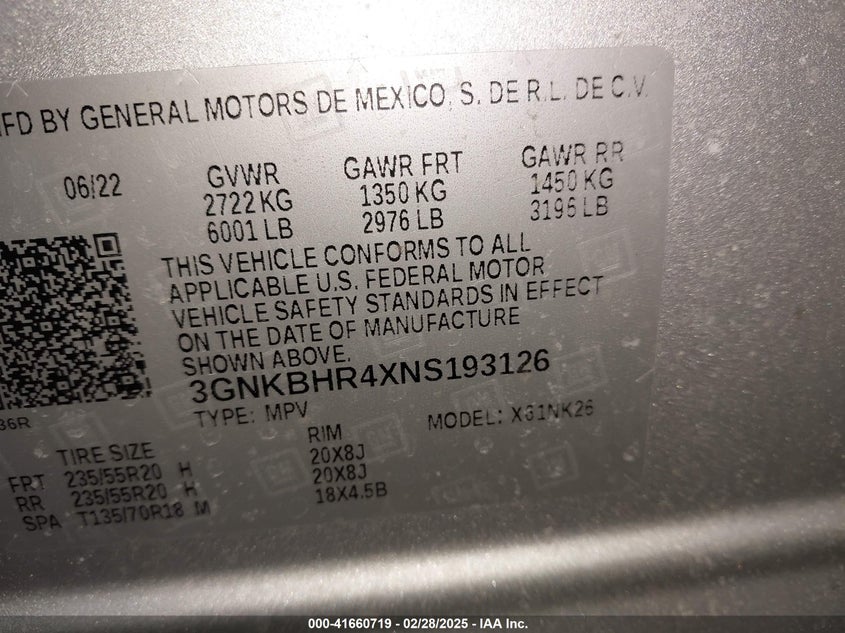 MFD BY GENERAL MOTORS DE MEXICO, S. DE R.L. DE C.V.
06/22 GVWR GAWR FRT GAWR RR
2722 KG 1350 KG 1450 KG
6001 LB 2976 LB 3196 LB
THIS VEHICLE CONFORMS TO ALL
APPLICABLE U.S. FEDERAL MOTOR
VEHICLE SAFETY STANDARDS IN EFFECT
ON THE DATE OF MANUFACTURE
SHOWN ABOVE.
3GNKBHR4XNS193126
36R TYPE: MPV MODEL: X31NK26
TIRE SIZE RIM
FRT 235/55R20 H 20X8J
RR 235/55R20 H 20X8J
SPA T135/70R18 M 18X4.5B
000-41660719 / 02/28/2025 - IAA Inc.